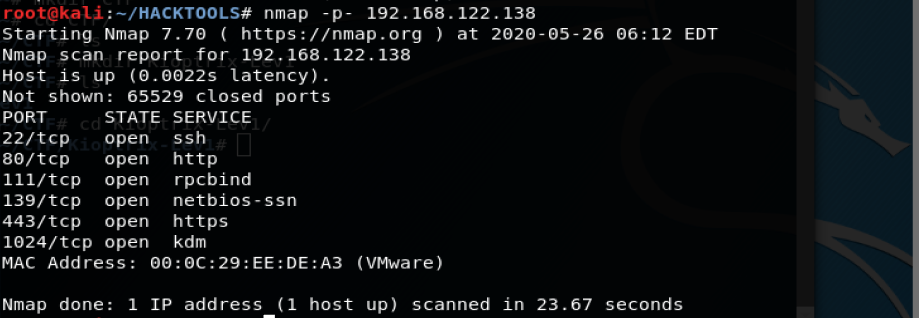 root@kali:~/HACKTOOLS# nmap -p- 192.168.122.138
Starting Nmap 7.70 ( https://nmap.org ) at 2020-05-26 06:12 EDT
Nmap scan report for 192.168.122.138
Host is up (0.0022s latency).
Not shown: 65529 closed ports
PORT     STATE SERVICE
22/tcp   open  ssh
80/tcp   open  http
111/tcp  open  rpcbind
139/tcp  open  netbios-ssn
443/tcp  open  https
1024/tcp open  kdm
MAC Address: 00:0C:29:EE:DE:A3 (VMware)
Nmap done: 1 IP address (1 host up) scanned in 23.67 seconds